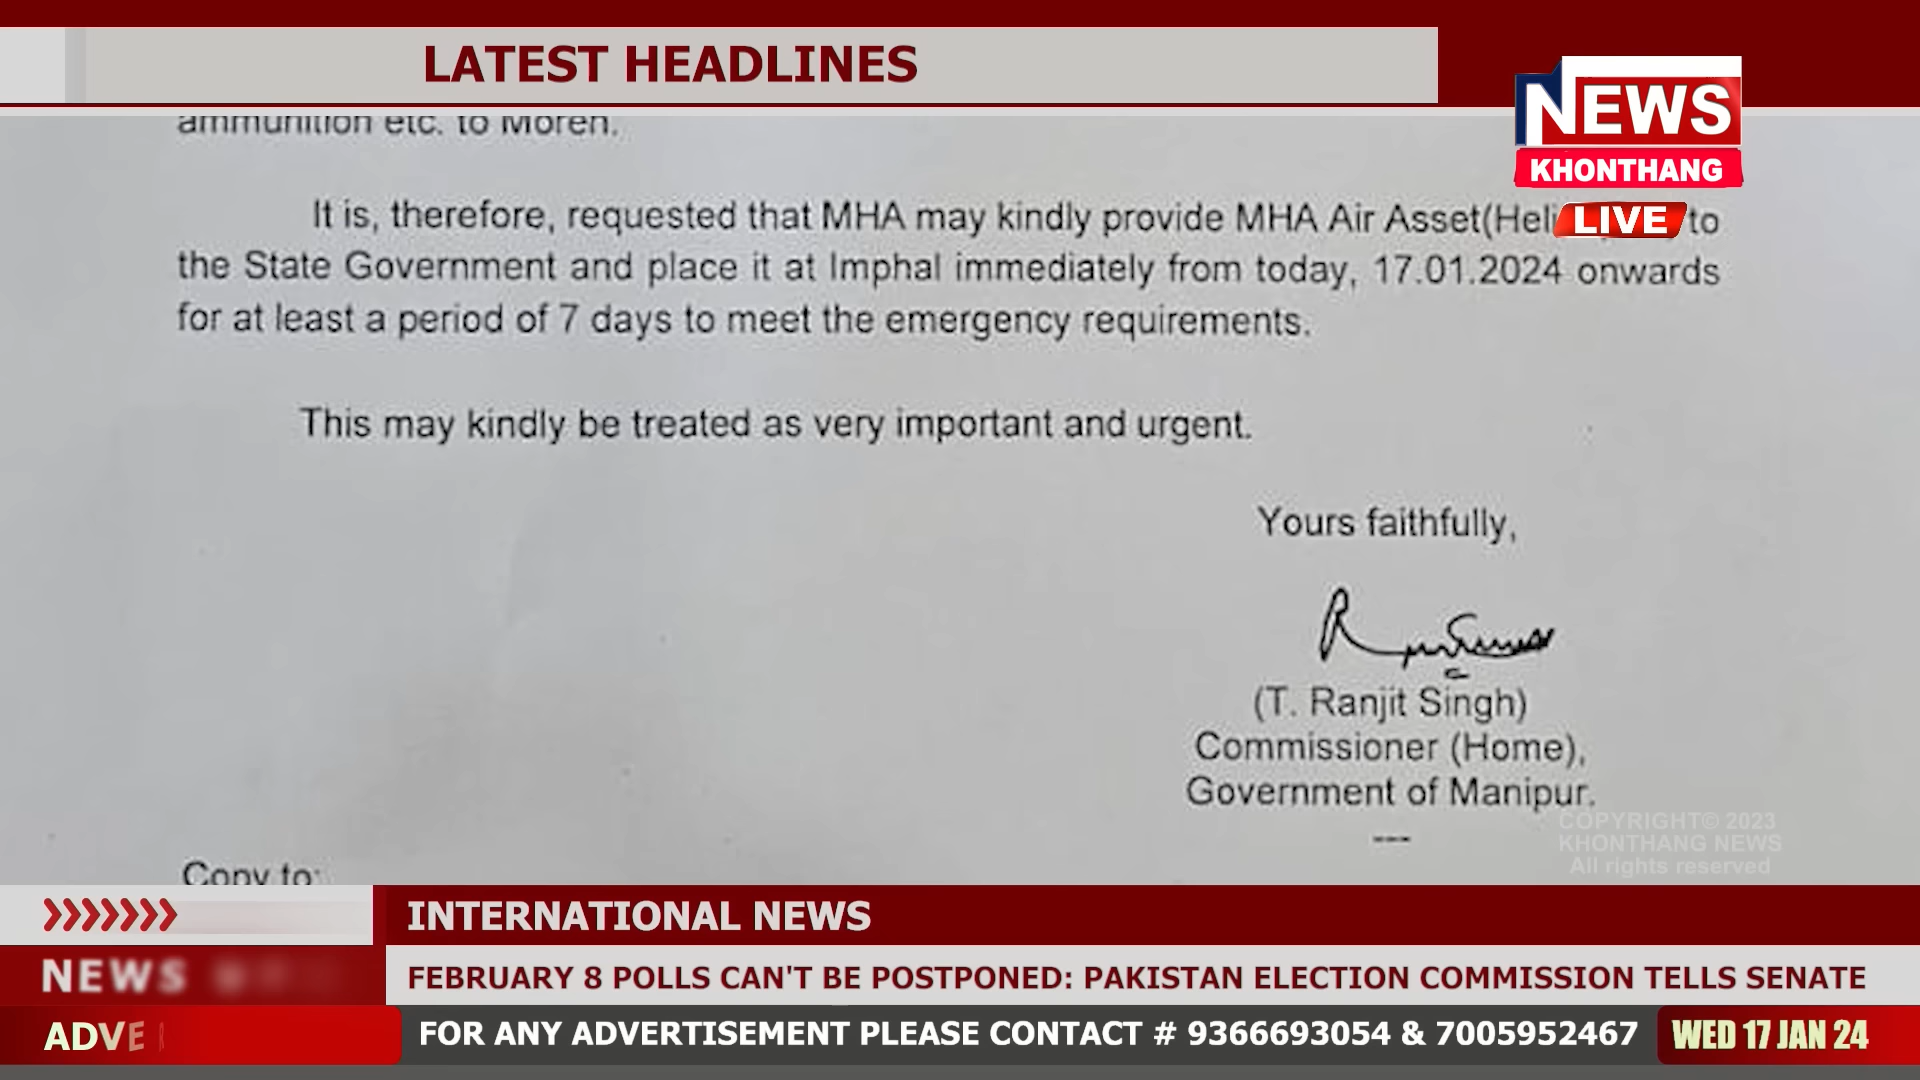 LATEST HEADLINES
NEWS
KHONTHANG
LIVE
ammunition etc. to Moreh.
It is, therefore, requested that MHA may kindly provide MHA Air Asset(Heli to
the State Government and place it at Imphal immediately from today, 17.01.2024 onwards
for at least a period of 7 days to meet the emergency requirements.
This may kindly be treated as very important and urgent.
Yours faithfully,
(T. Ranjit Singh)
Commissioner (Home),
Government of Manipur.
---
COPYRIGHT© 2023
KHONTHANG NEWS
All rights reserved
Copy to:
INTERNATIONAL NEWS
NEWS
FEBRUARY 8 POLLS CAN'T BE POSTPONED: PAKISTAN ELECTION COMMISSION TELLS SENATE
ADVE
FOR ANY ADVERTISEMENT PLEASE CONTACT # 9366693054 & 7005952467
WED 17 JAN 24